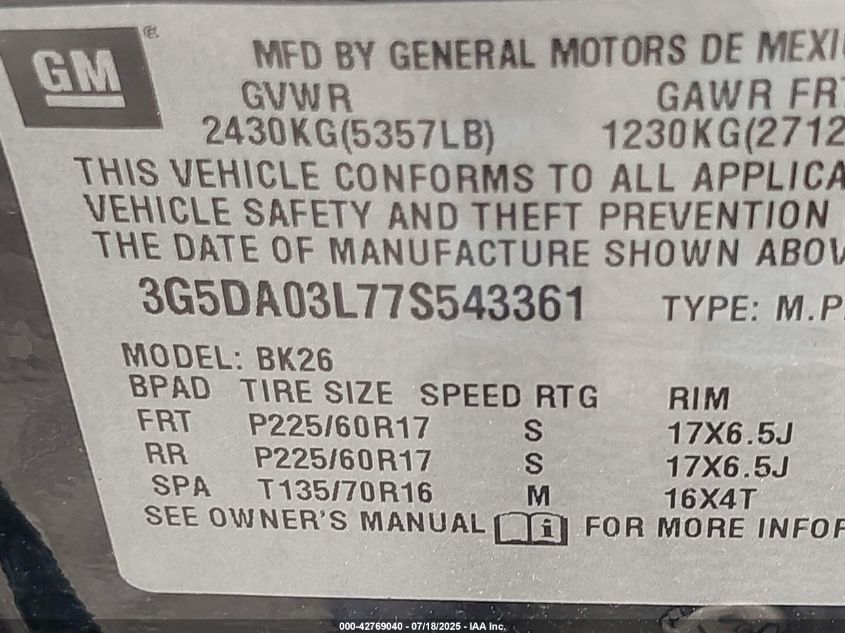 GM ®
MFD BY GENERAL MOTORS DE MEXI
GVWR GAWR FRT
2430KG(5357LB) 1230KG(2712
THIS VEHICLE CONFORMS TO ALL APPLICA
VEHICLE SAFETY AND THEFT PREVENTION
THE DATE OF MANUFACTURE SHOWN ABOV
3G5DA03L77S543361 TYPE: M.P.
MODEL: BK26
BPAD TIRE SIZE SPEED RTG RIM
FRT P225/60R17 S 17X6.5J
RR P225/60R17 S 17X6.5J
SPA T135/70R16 M 16X4T
SEE OWNER'S MANUAL i FOR MORE INFOR
000-42769040 - 07/18/2025 - IAA Inc.